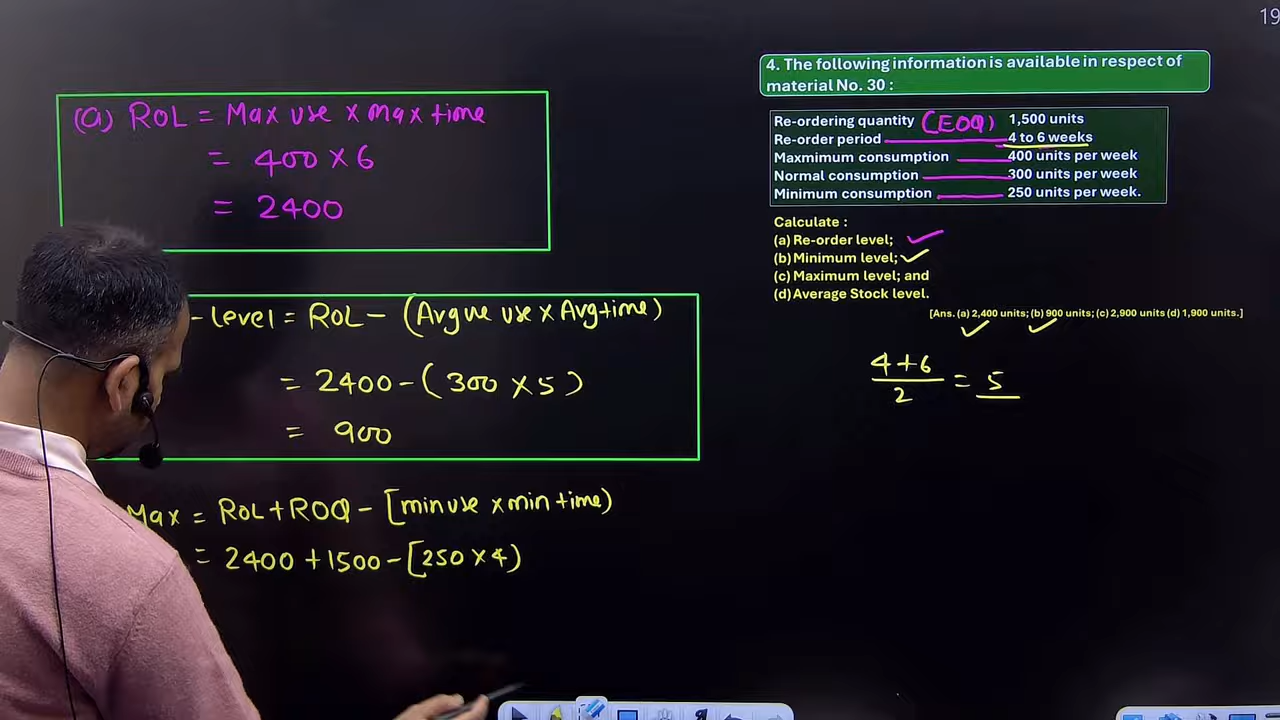 19
(a) ROL = Max use × max time
= 400 × 6
= 2400
- Level = ROL - (Avgue use × Avg time)
= 2400 - (300 × 5)
= 900
Max = ROL + ROQ - [min use × min time)
= 2400 + 1500 - [250 × 4)
4. The following information is available in respect of
material No. 30 :
Re-ordering quantity (EOQ) 1,500 units
Re-order period 4 to 6 weeks
Maxmimum consumption 400 units per week
Normal consumption 300 units per week
Minimum consumption 250 units per week.
Calculate :
(a) Re-order level;
(b) Minimum level;
(c) Maximum level; and
(d) Average Stock level.
[Ans. (a) 2,400 units; (b) 900 units; (c) 2,900 units (d) 1,900 units.]
4+6
2
= 5